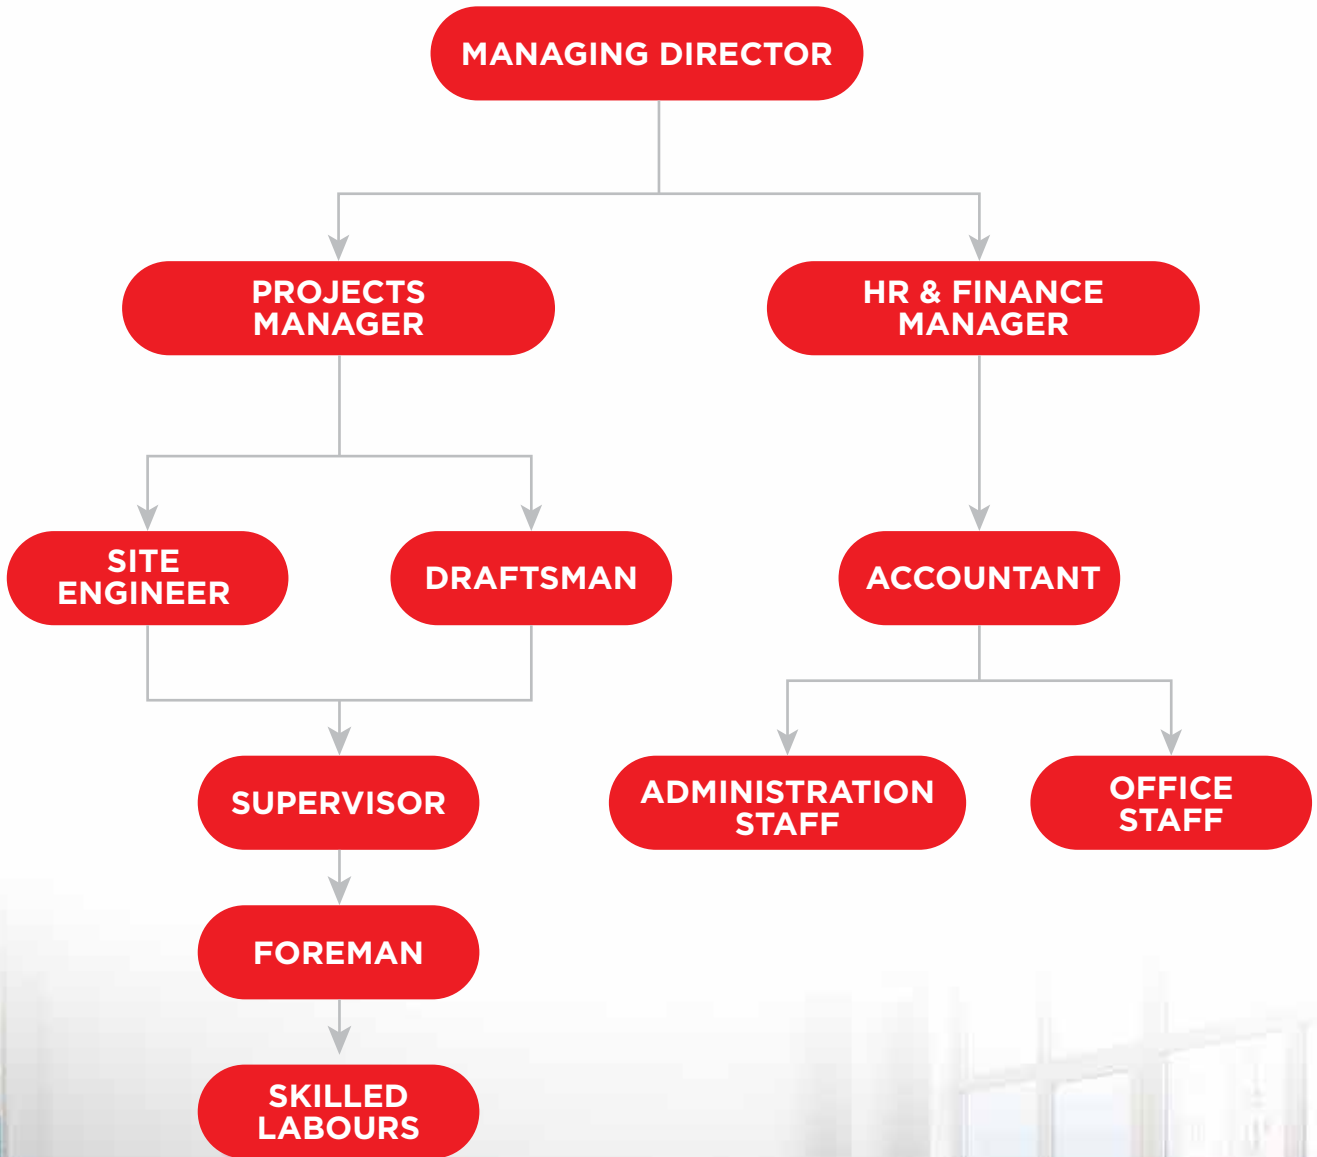 MANAGING DIRECTOR
PROJECTS
MANAGER
HR & FINANCE
MANAGER
SITE
ENGINEER
DRAFTSMAN
ACCOUNTANT
SUPERVISOR
ADMINISTRATION
STAFF
OFFICE
STAFF
FOREMAN
SKILLED
LABOURS